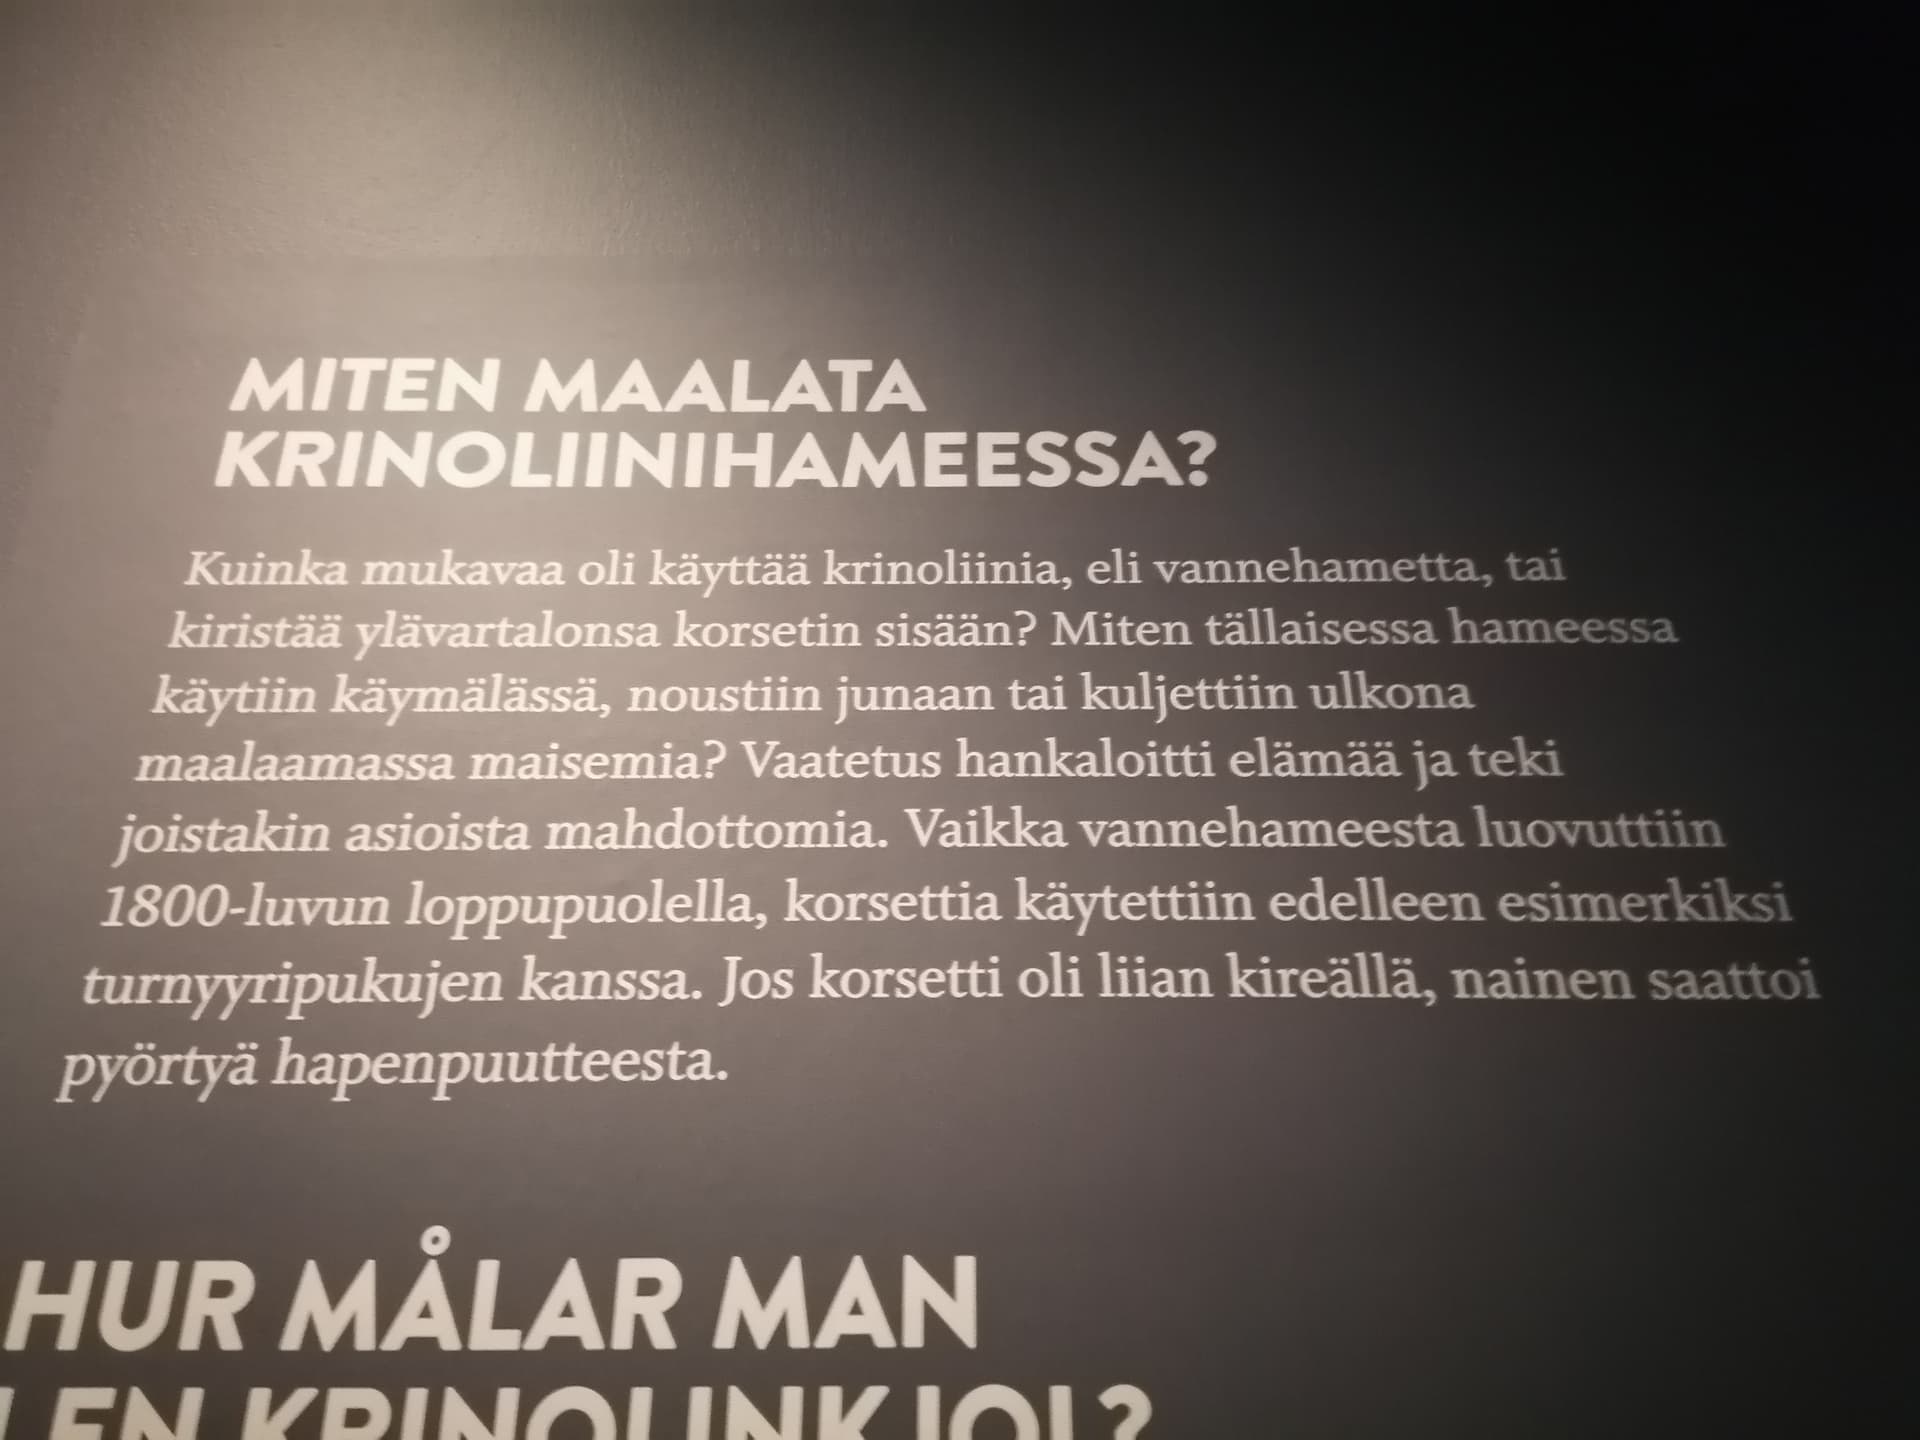 MITEN MAALATA
KRINOLIINIHAMEESSA?
Kuinka mukavaa oli käyttää krinoliinia, eli vannehametta, tai
kiristää ylävartalonsa korsetin sisään? Miten tällaisessa hameessa
käytiin käymälässä, noustiin junaan tai kuljettiin ulkona
maalaamassa maisemia? Vaatetus hankaloitti elämää ja teki
joistakin asioista mahdottomia. Vaikka vannehameesta luovuttiin
1800-luvun loppupuolella, korsettia käytettiin edelleen esimerkiksi
turnyyripukujen kanssa. Jos korsetti oli liian kireällä, nainen saattoi
pyörtyä hapenpuutteesta.
HUR MÅLAR MAN
I EN KRINOLINKJOL?